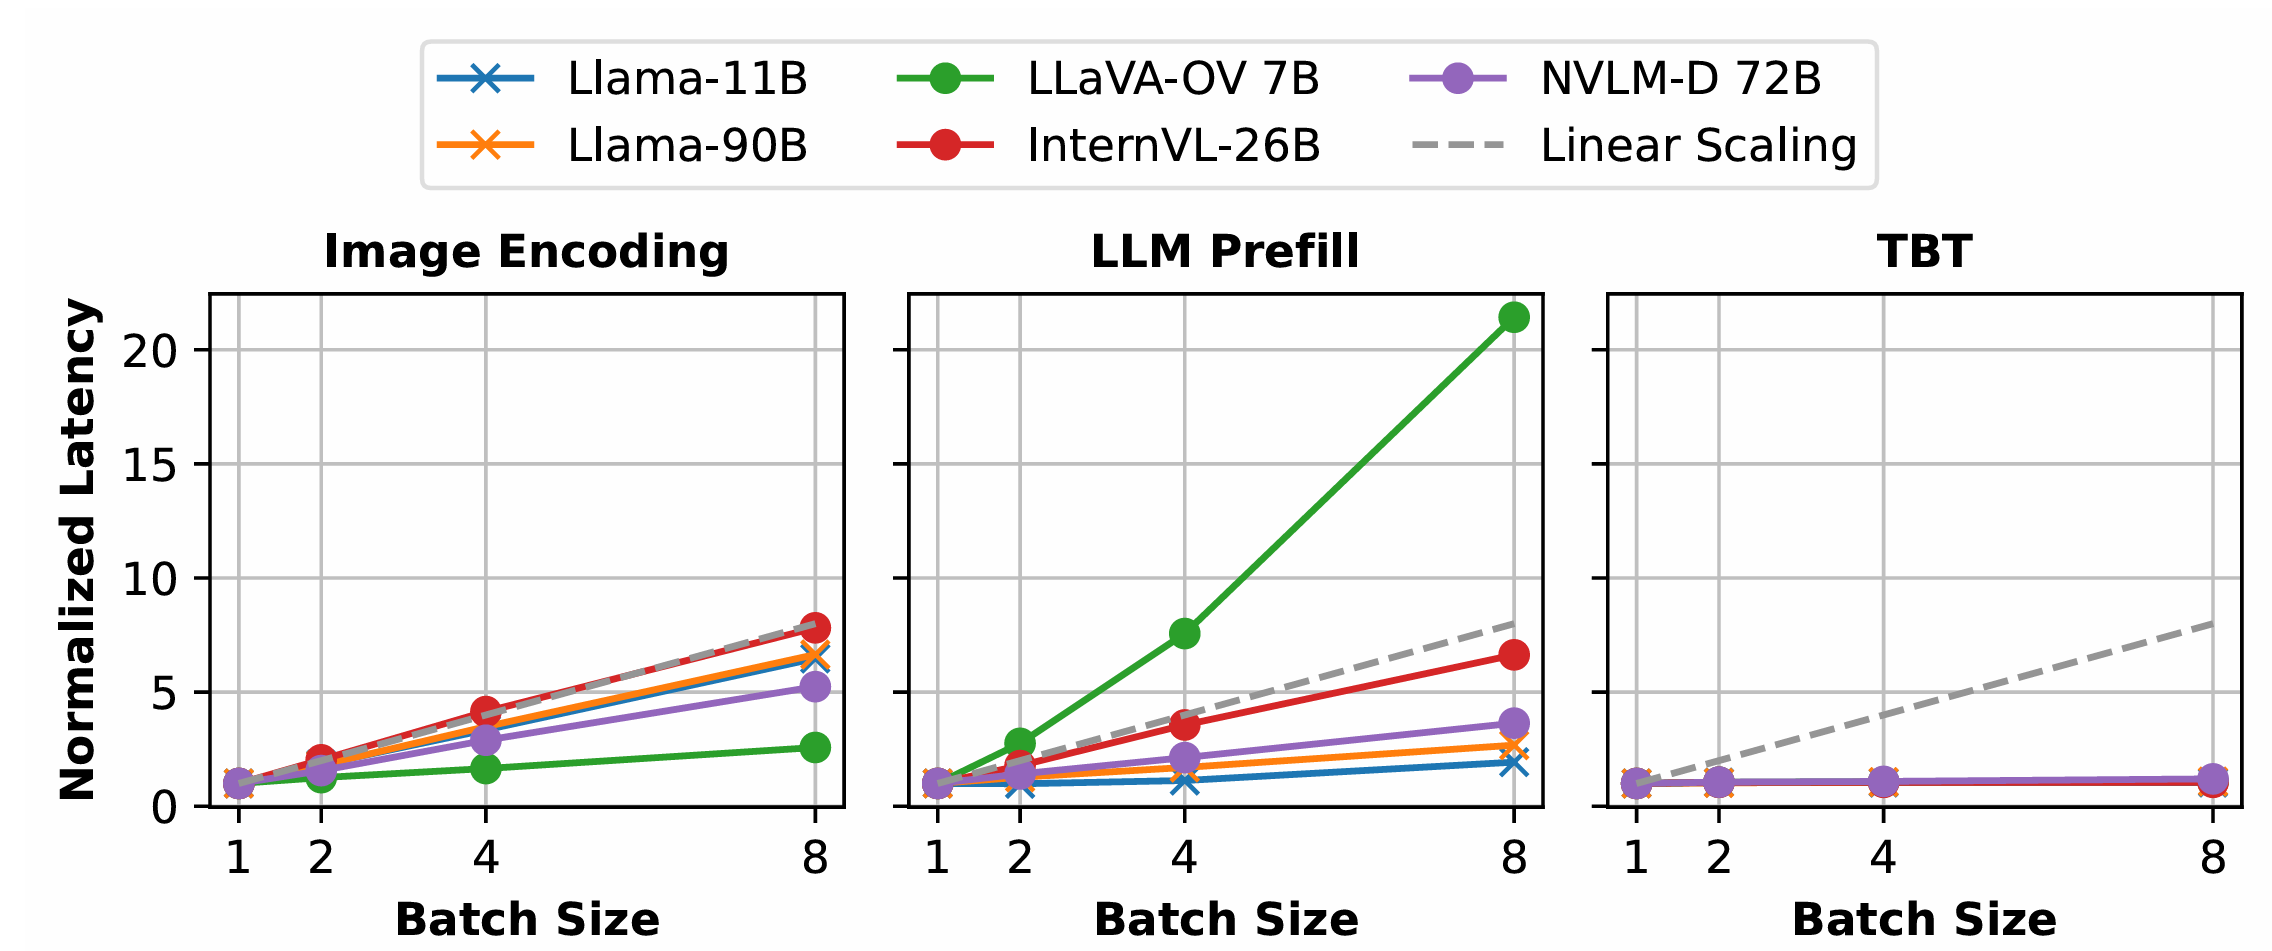 Llama-11B
LLaVA-OV 7B
NVLM-D 72B
Llama-90B
InternVL-26B
Linear Scaling
Image Encoding
LLM Prefill
TBT
Normalized Latency
20
15
10
5
0
1 2 4 8
1 2 4 8
1 2 4 8
Batch Size
Batch Size
Batch Size